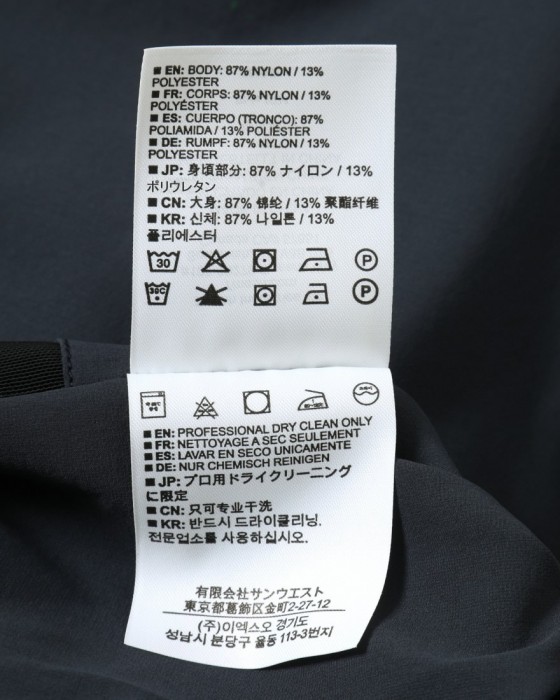 ■ EN: BODY: 87% NYLON / 13%
POLYESTER
■ FR: CORPS: 87% NYLON / 13%
POLYÉSTER
■ ES: CUERPO (TRONCO): 87%
POLIAMIDA / 13% POLIÉSTER
■ DE: RUMPF: 87% NYLON / 13%
POLYESTER
■ JP: 身頃部分: 87% ナイロン / 13%
ポリウレタン
■ CN: 大身: 87% 锦纶 / 13% 聚酯纤维
■ KR: 신체: 87% 나일론 / 13%
폴리에스터
30 P
30C P
■ EN: PROFESSIONAL DRY CLEAN ONLY
■ FR: NETTOYAGE A SEC SEULEMENT
■ ES: LAVAR EN SECO UNICAMENTE
■ DE: NUR CHEMISCH REINIGEN
■ JP: プロ用ドライクリーニング
に限定
■ CN: 只可专业干洗
■ KR: 반드시 드라이클리닝.
전문업소를 사용하십시오.
有限会社サンウエスト
東京都葛飾区金町2-27-12
(주)이엑스오 경기도
성남시 분당구 율동 113-3번지